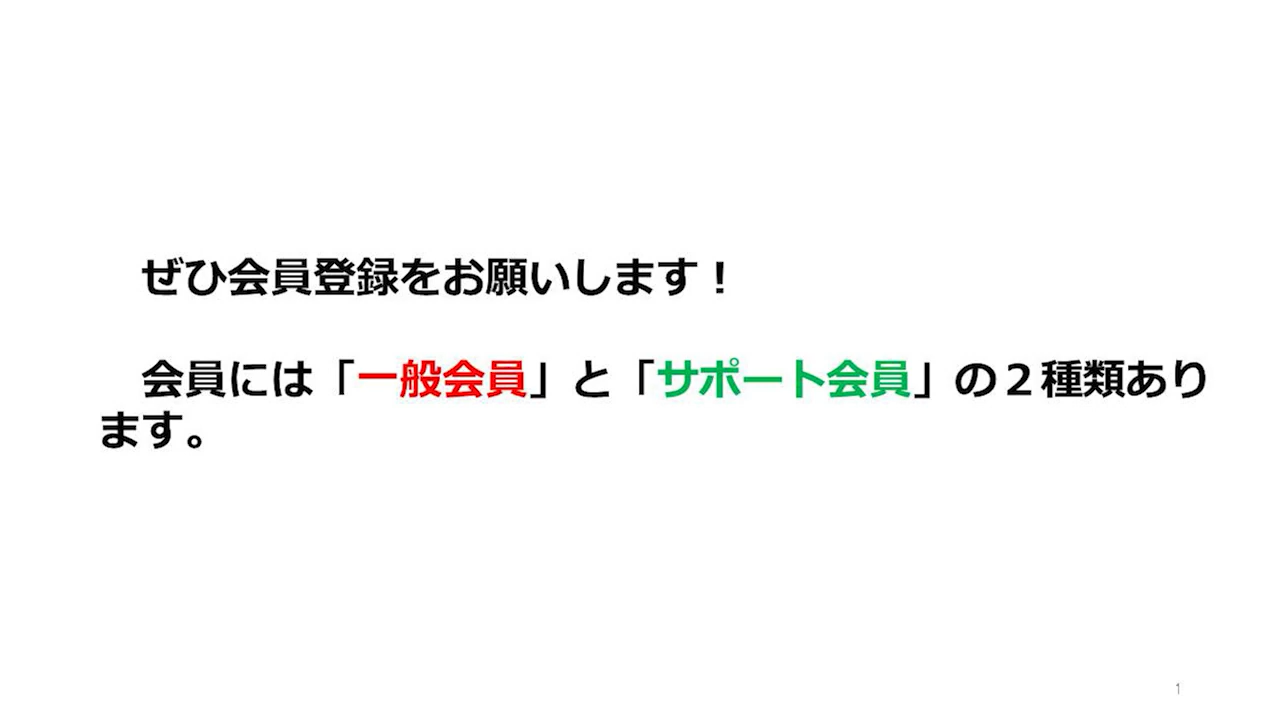 ぜひ会員登録をお願いします！
会員には「一般会員」と「サポート会員」の２種類あり
ます。
1